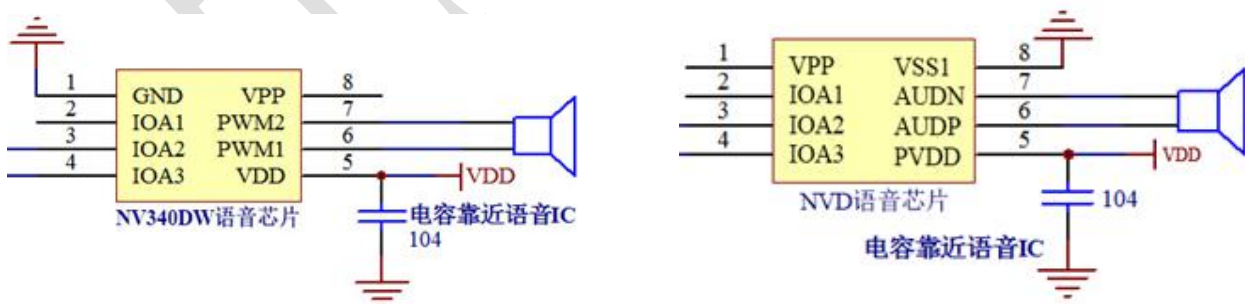 1 GND VPP 8
2 IOA1 PWM2 7
3 IOA2 PWM1 6
4 IOA3 VDD 5
VDD
NV340DW语音芯片
电容靠近语音IC
104
1 VPP VSS1 8
2 IOA1 AUDN 7
3 IOA2 AUDP 6
4 IOA3 PVDD 5
VDD
NVD语音芯片
104
电容靠近语音IC